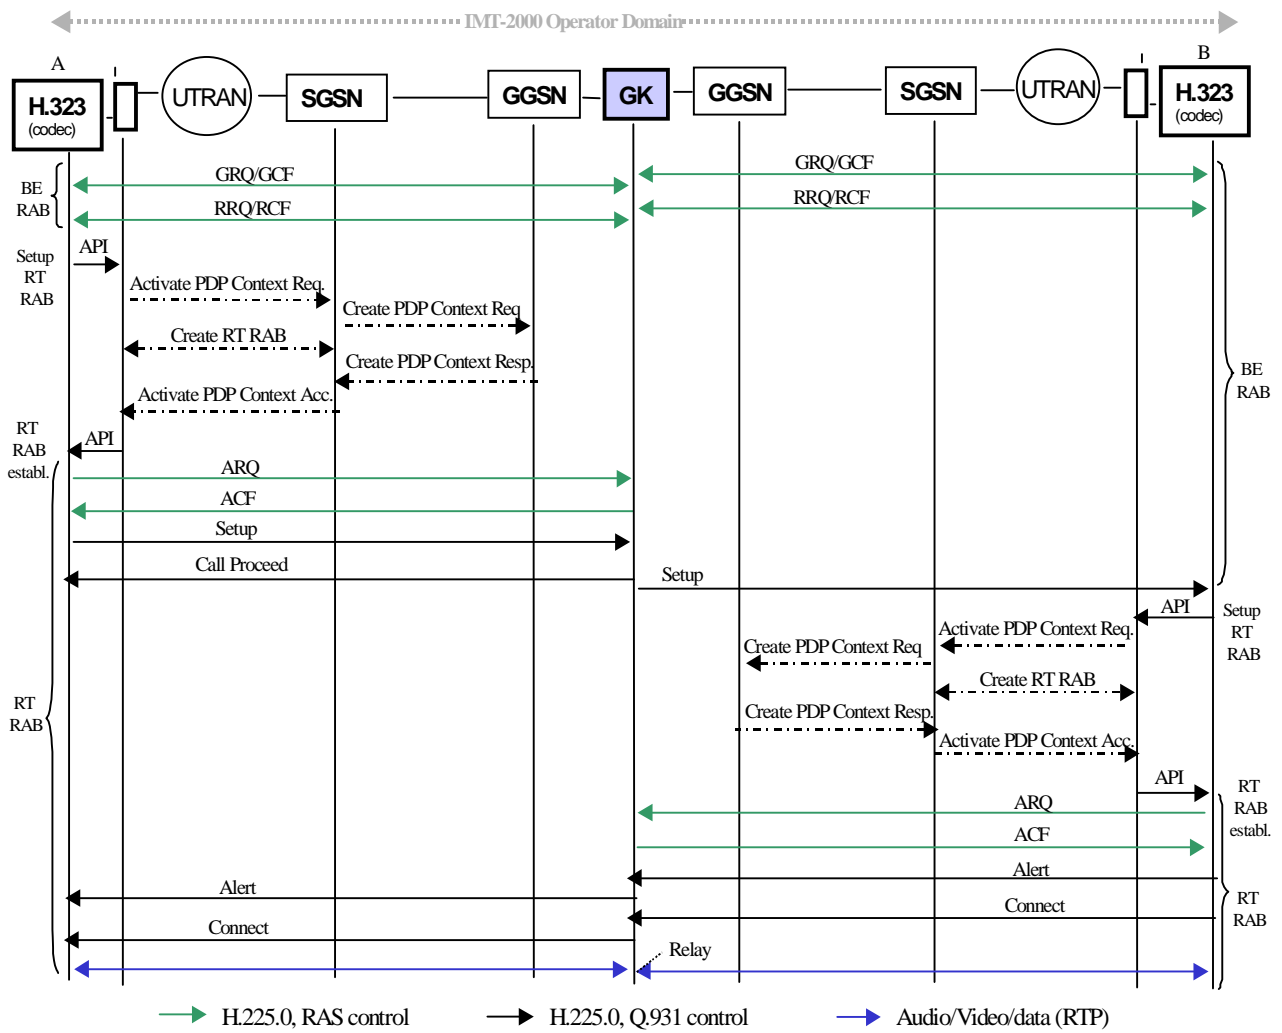 IMT-2000 Operator Domain
A
B
H.323
(codec)
UTRAN
SGSN
GGSN
GK
GGSN
SGSN
UTRAN
H.323
(codec)
BE
RAB
GRQ/GCF
GRQ/GCF
RRQ/RCF
RRQ/RCF
Setup
RT
RAB
API
Activate PDP Context Req.
Create PDP Context Req
Create RT RAB
Create PDP Context Resp.
Activate PDP Context Acc.
BE
RAB
RT
RAB
establ.
API
ARQ
ACF
Setup
Call Proceed
Setup
API
Setup
RT
RAB
Activate PDP Context Req.
Create PDP Context Req
Create RT RAB
RT
RAB
Create PDP Context Resp.
Activate PDP Context Acc.
API
RT
RAB
establ.
ARQ
ACF
Alert
Alert
RT
RAB
Connect
Connect
Relay
H.225.0, RAS control
H.225.0, Q.931 control
Audio/Video/data (RTP)